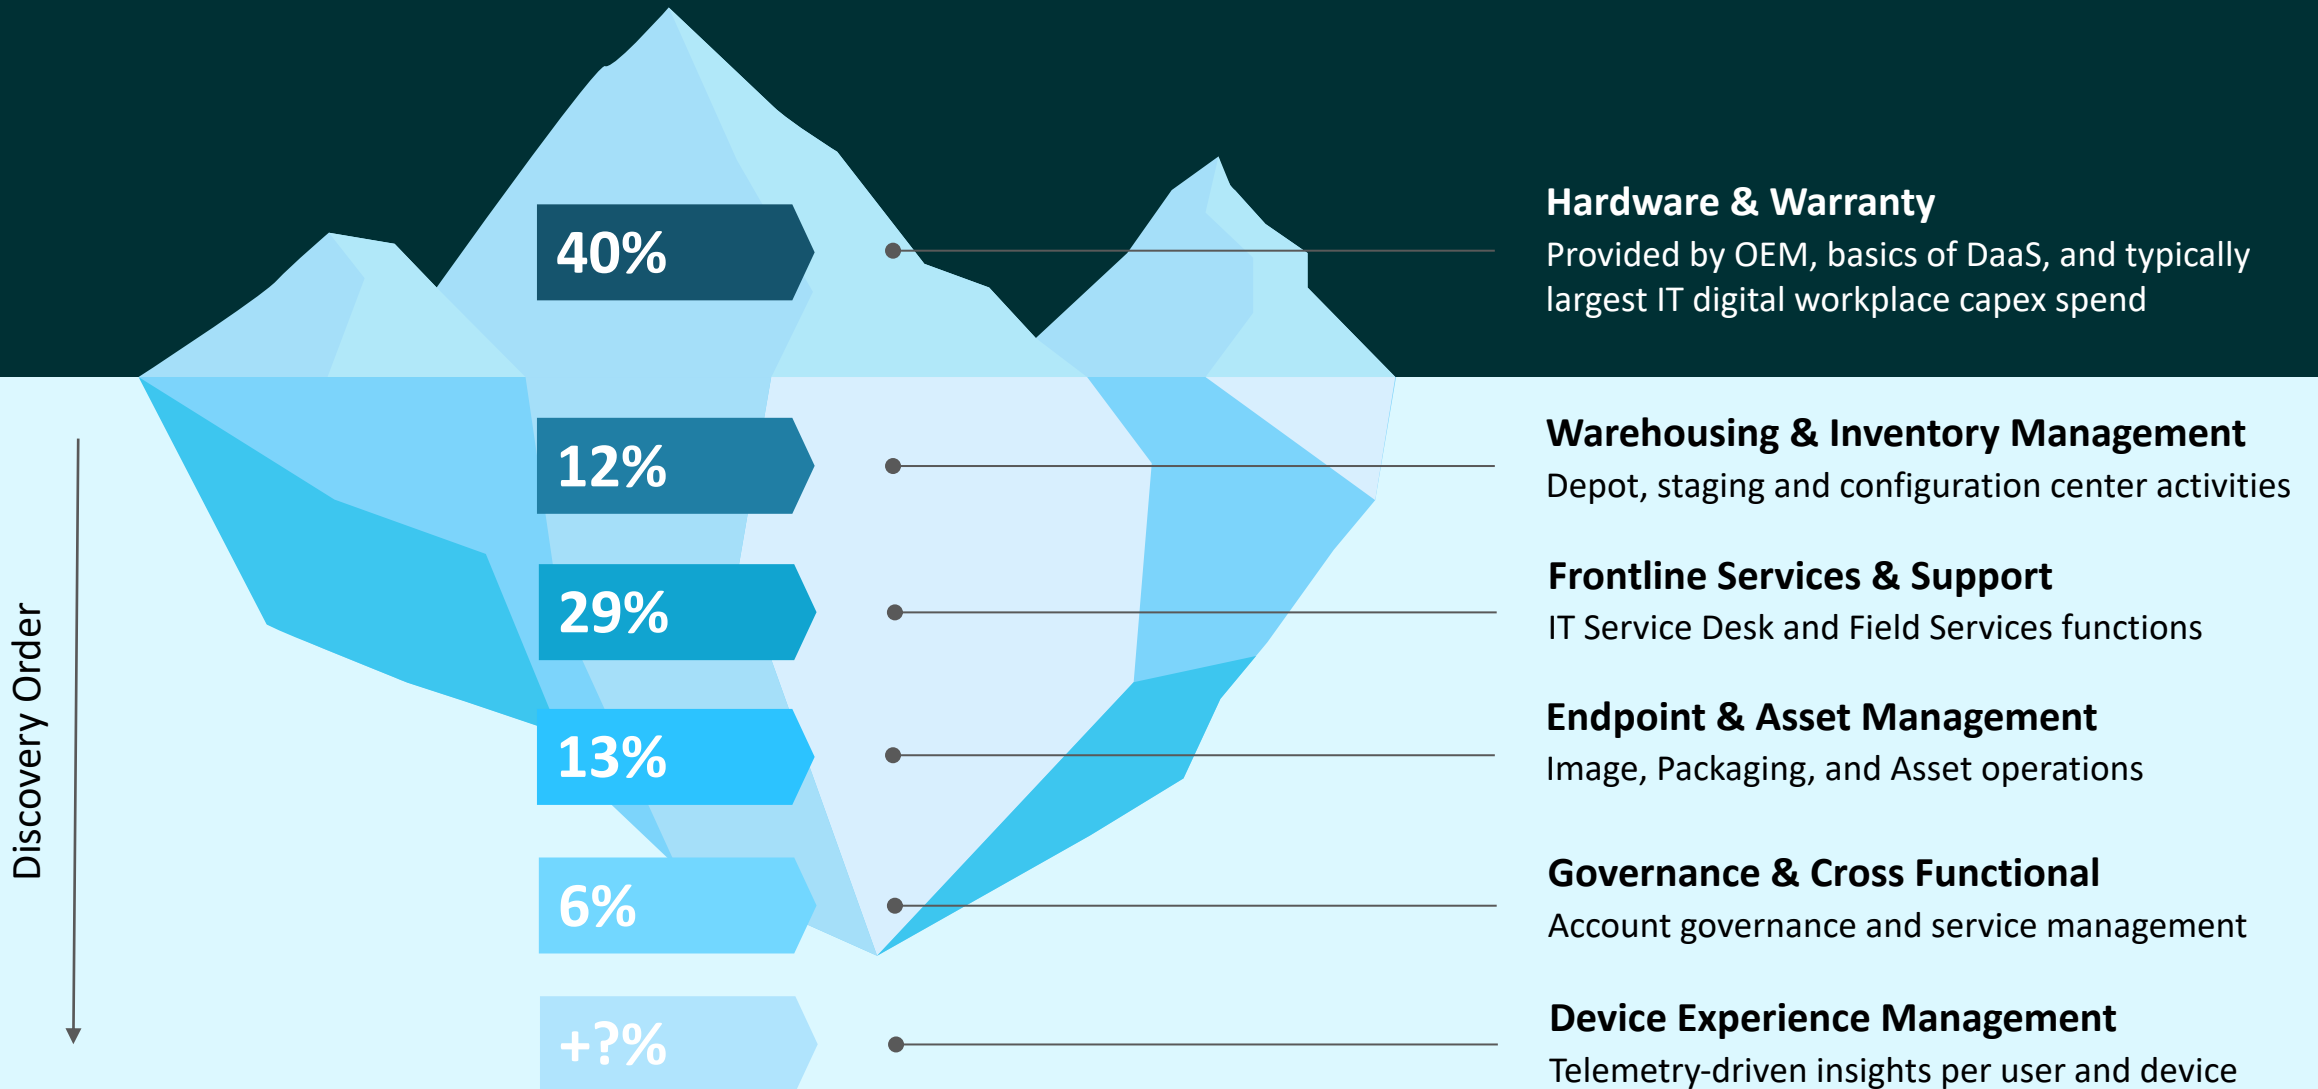 40%
Hardware & Warranty
Provided by OEM, basics of DaaS, and typically
largest IT digital workplace capex spend
Discovery Order
12%
Warehousing & Inventory Management
Depot, staging and configuration center activities
29%
Frontline Services & Support
IT Service Desk and Field Services functions
13%
Endpoint & Asset Management
Image, Packaging, and Asset operations
6%
Governance & Cross Functional
Account governance and service management
+?%
Device Experience Management
Telemetry-driven insights per user and device